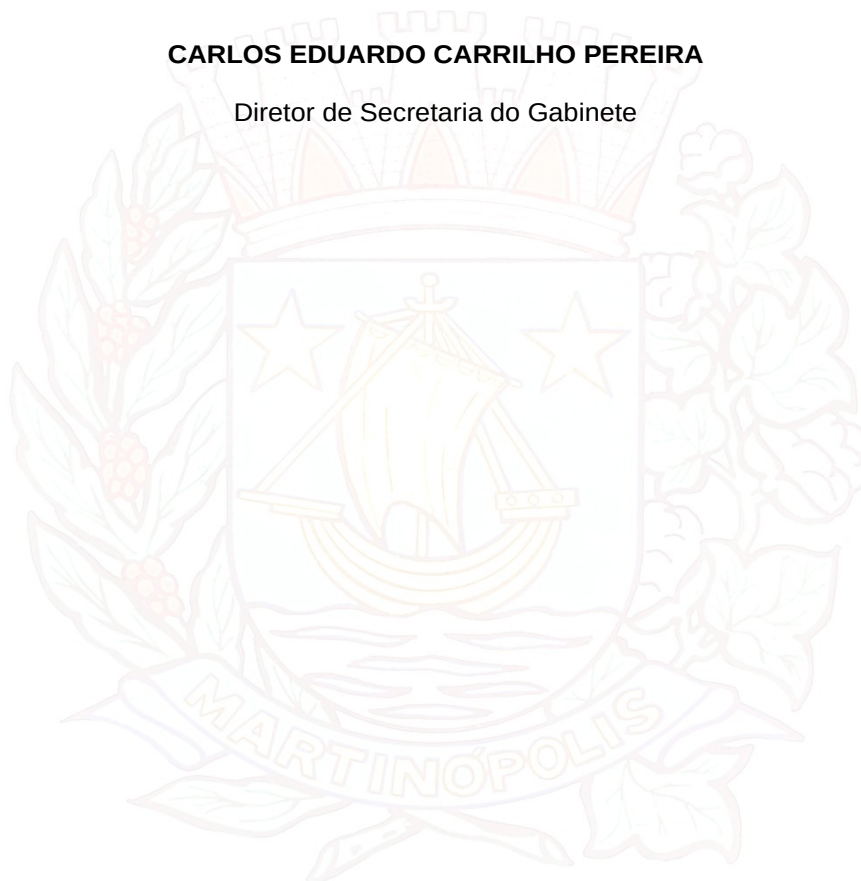 CARLOS EDUARDO CARRILHO PEREIRA
Diretor de Secretaria do Gabinete
MARTINÓPOLIS